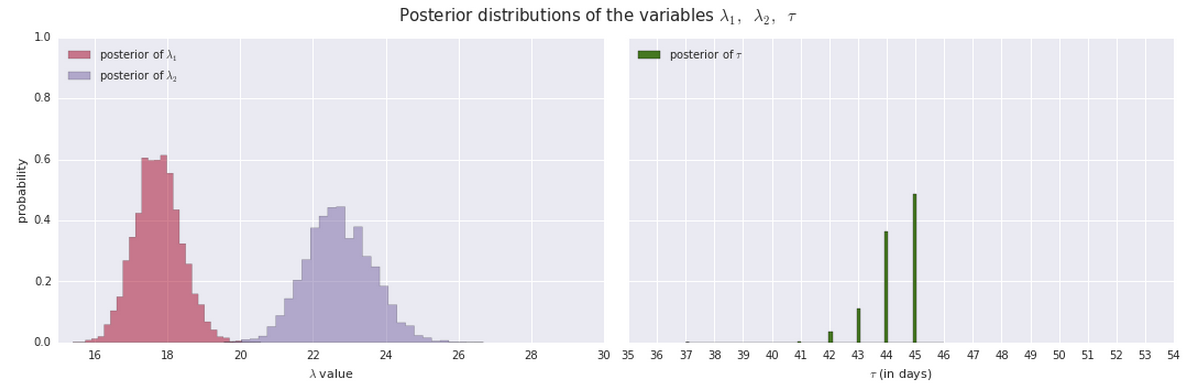 Posterior distributions of the variables λ₁, λ₂, τ
posterior of λ₁
posterior of λ₂
probability
1.0
0.8
0.6
0.4
0.2
0.0
16 18 20 22 24 26 28 30
λ value
posterior of τ
35 36 37 38 39 40 41 42 43 44 45 46 47 48 49 50 51 52 53 54
τ (in days)